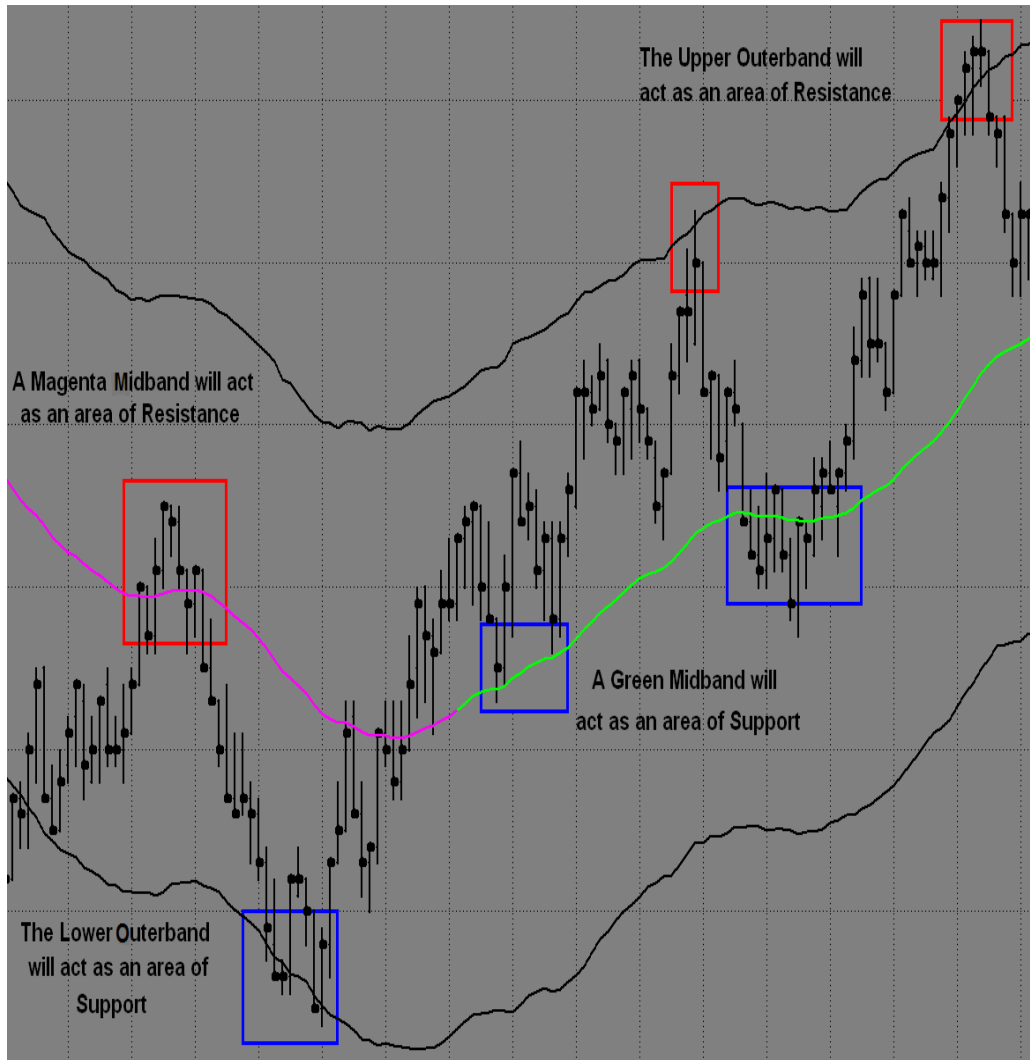 The Upper Outerband will
act as an area of Resistance
A Magenta Midband will act
as an area of Resistance
A Green Midband will
act as an area of Support
The Lower Outerband
will act as an area of
Support